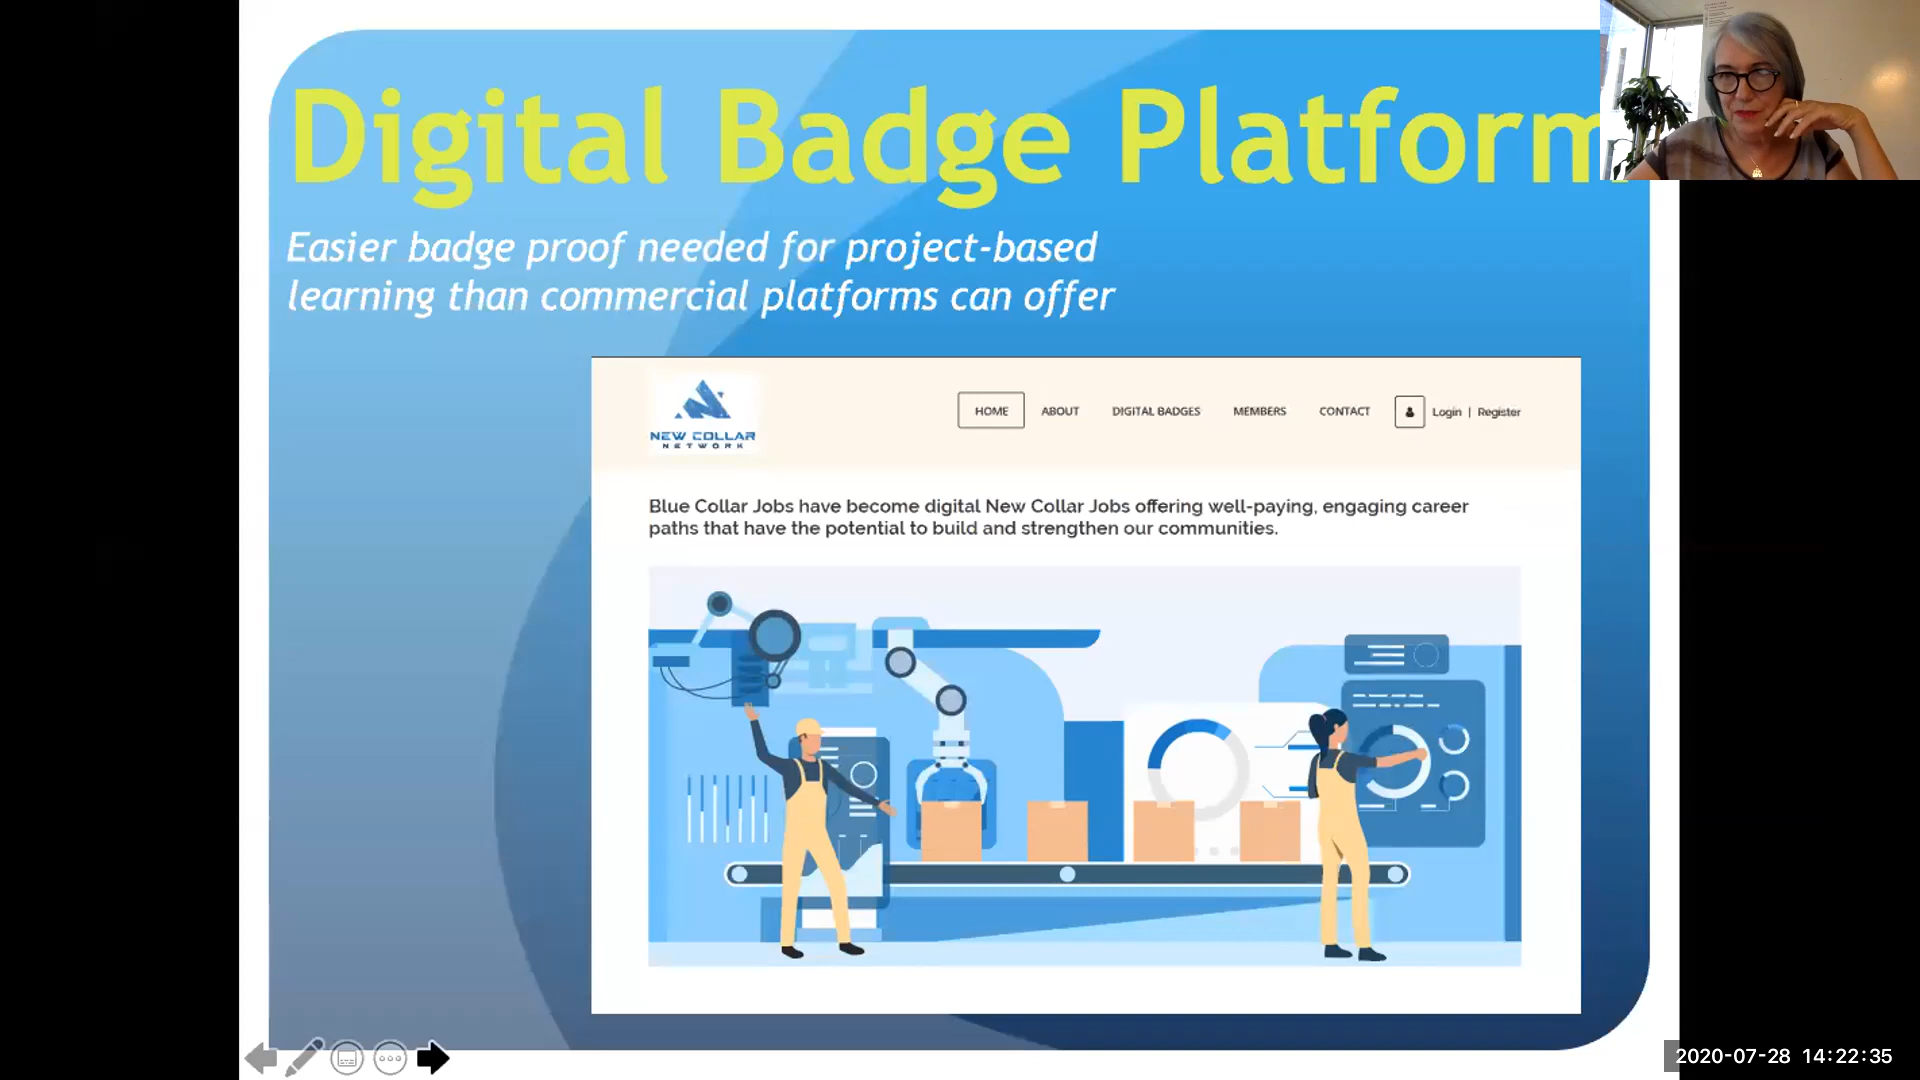 Digital Badge Platform
Easier badge proof needed for project-based
learning than commercial platforms can offer
NEW COLLAR
NETWORK
HOME
ABOUT
DIGITAL BADGES
MEMBERS
CONTACT
Login | Register
Blue Collar Jobs have become digital New Collar Jobs offering well-paying, engaging career
paths that have the potential to build and strengthen our communities.
2020-07-28 14:22:35